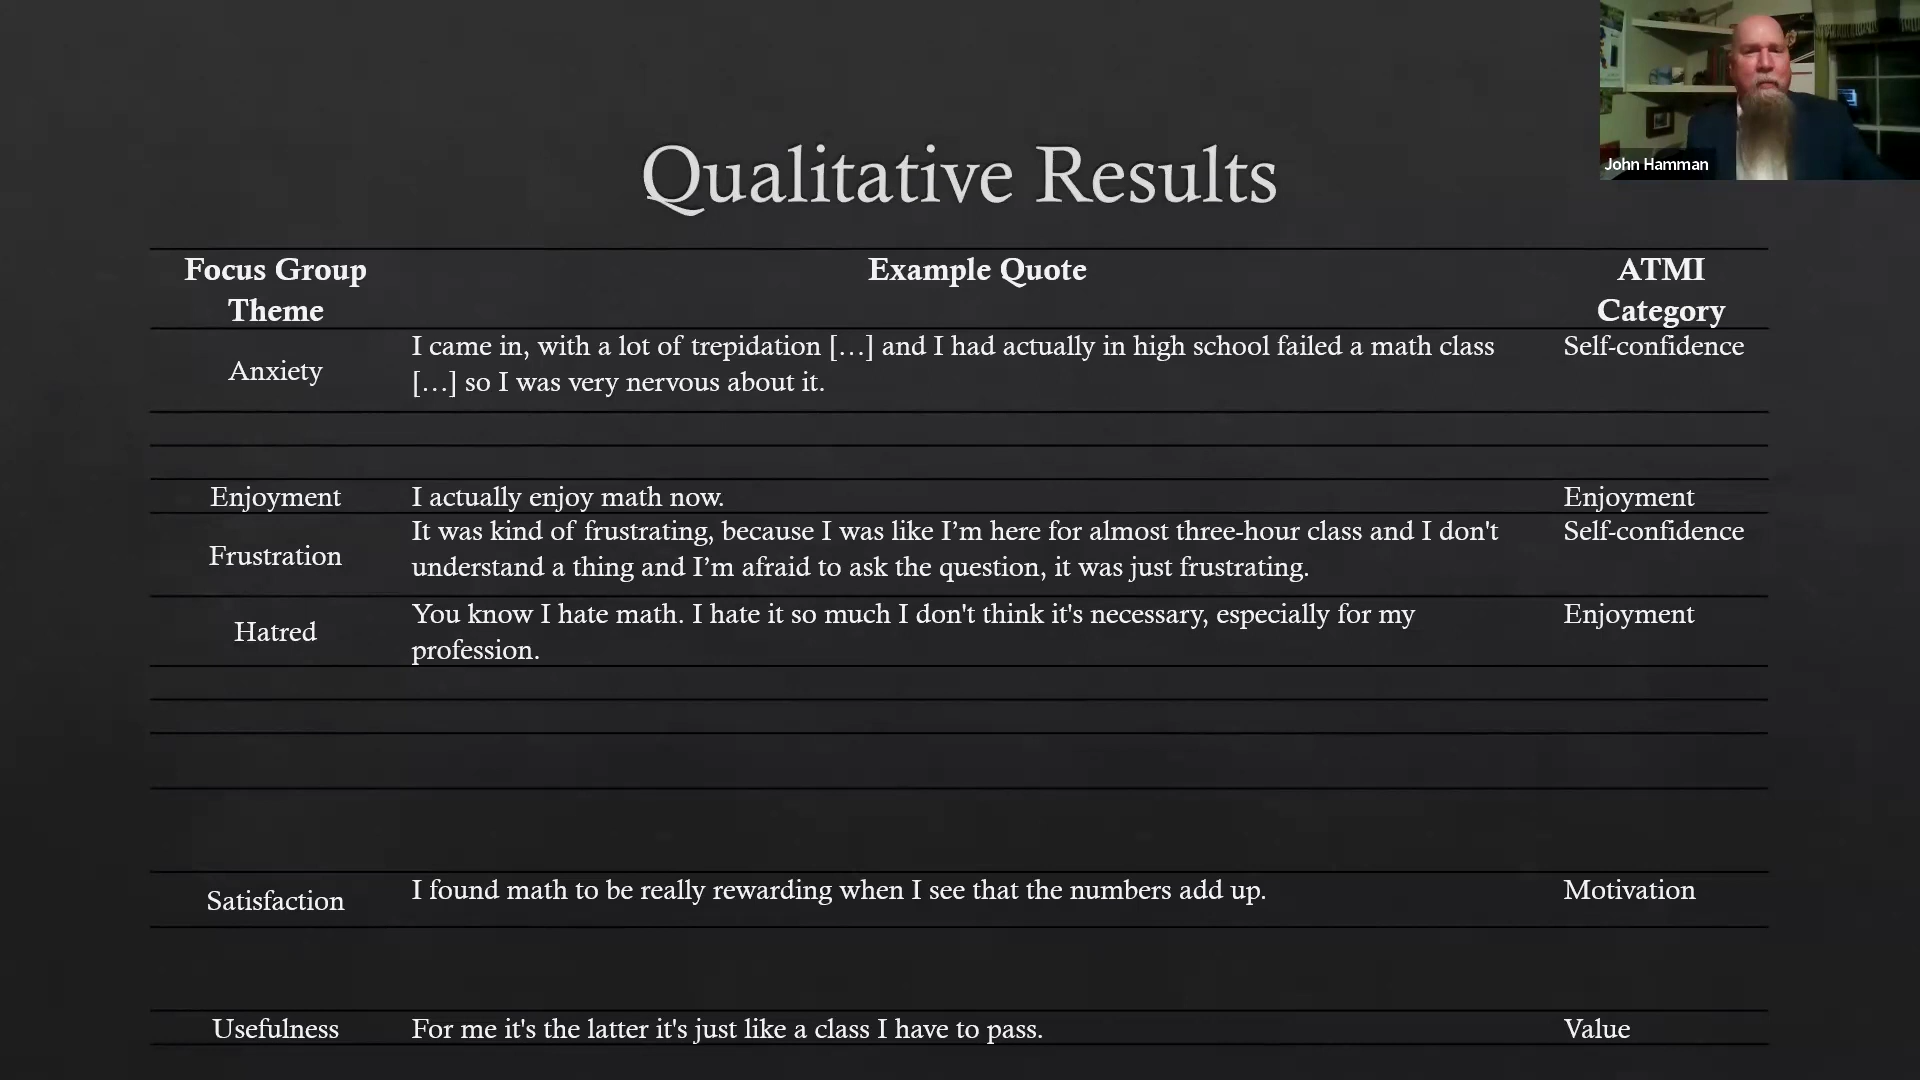 John Hamman
Qualitative Results
Focus Group
Theme
Example Quote
ATMI
Category
Anxiety
I came in, with a lot of trepidation […] and I had actually in high school failed a math class
[…] so I was very nervous about it.
Self-confidence
Enjoyment
I actually enjoy math now.
Enjoyment
Frustration
It was kind of frustrating, because I was like I’m here for almost three-hour class and I don't
understand a thing and I’m afraid to ask the question, it was just frustrating.
Self-confidence
Hatred
You know I hate math. I hate it so much I don't think it's necessary, especially for my
profession.
Enjoyment
Satisfaction
I found math to be really rewarding when I see that the numbers add up.
Motivation
Usefulness
For me it's the latter it's just like a class I have to pass.
Value